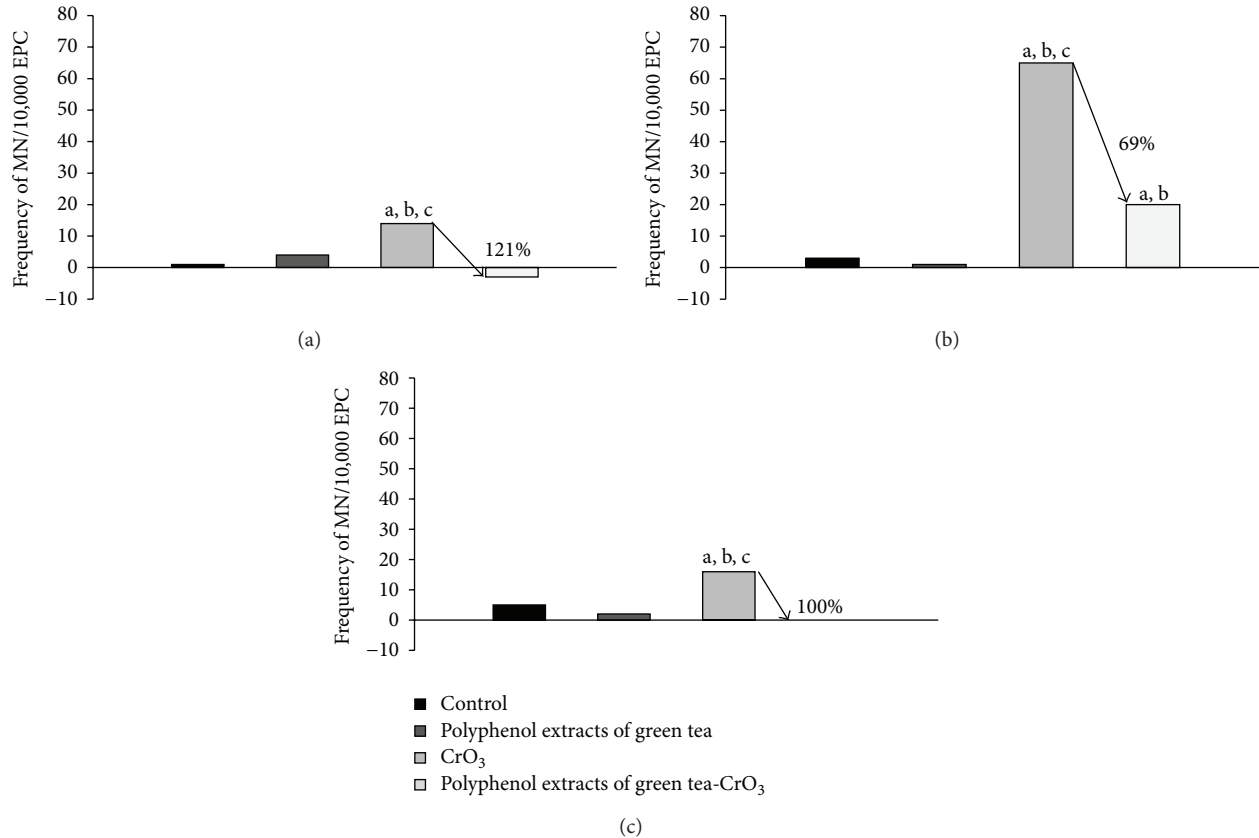 Frequency of MN/10,000 EPC
80
70
60
50
40
30
20
10
0
−10
a, b, c
121%
(a)
Frequency of MN/10,000 EPC
80
70
60
50
40
30
20
10
0
−10
a, b, c
69%
a, b
(b)
Frequency of MN/10,000 EPC
80
70
60
50
40
30
20
10
0
−10
a, b, c
100%
Control
Polyphenol extracts of green tea
CrO₃
Polyphenol extracts of green tea-CrO₃
(c)